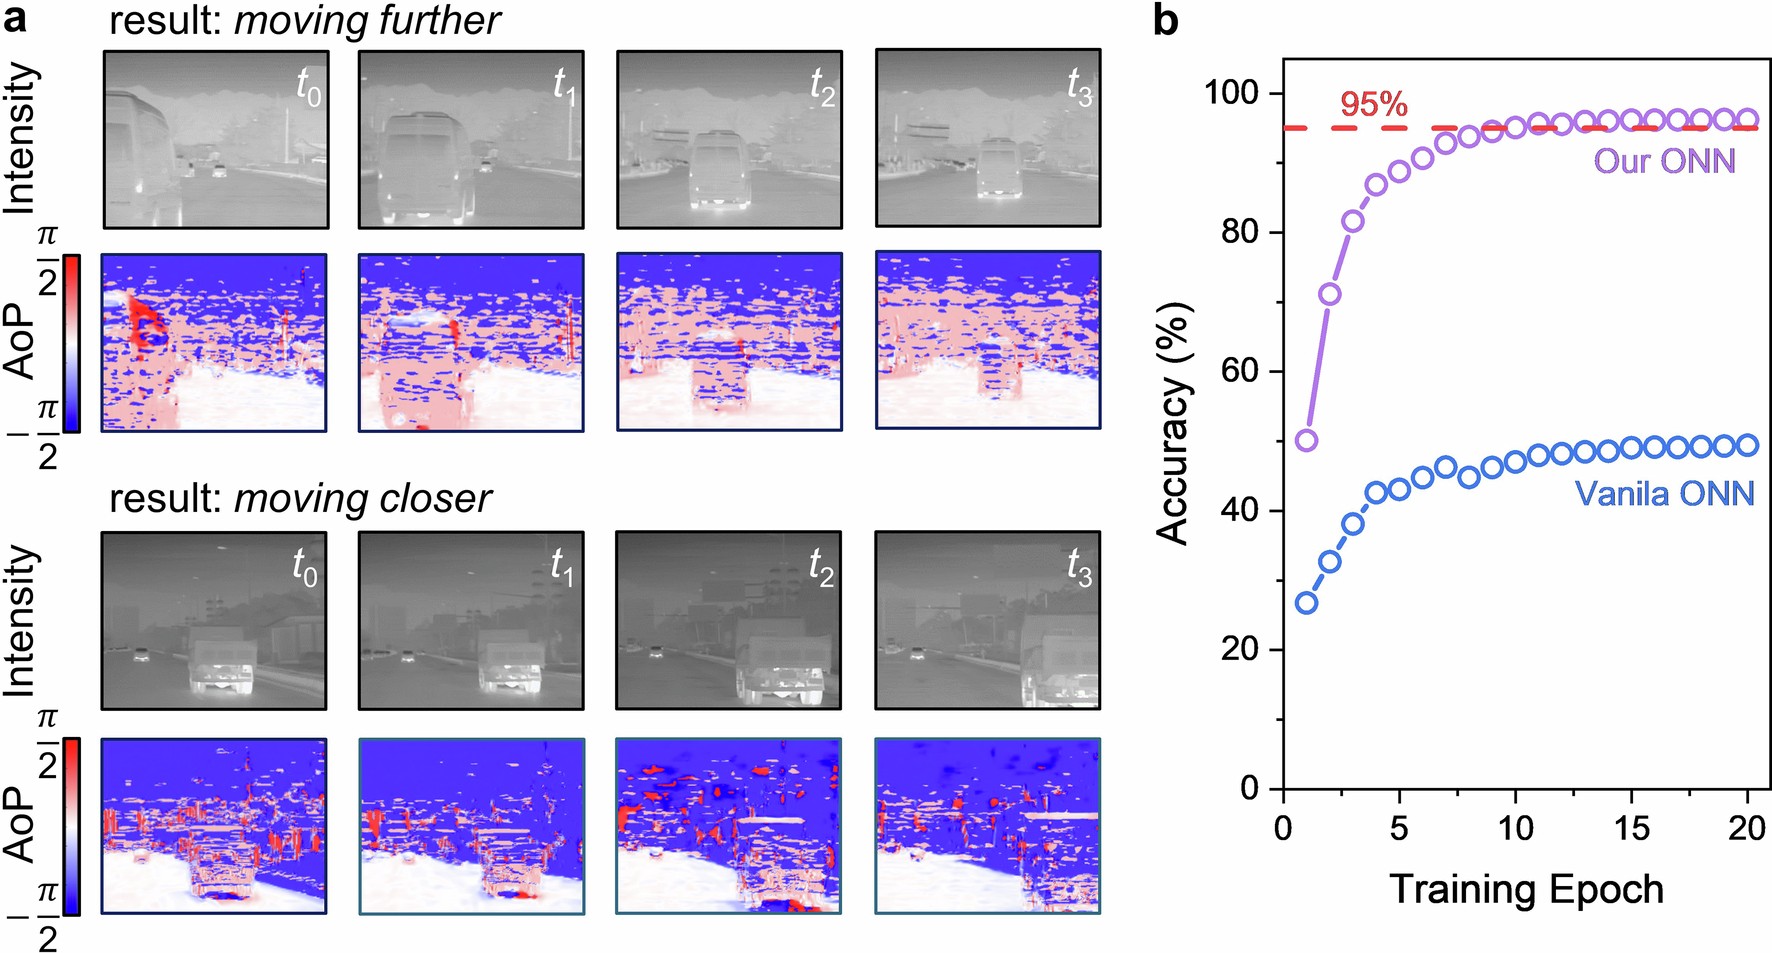 a
result: moving further
Intensity
t0
t1
t2
t3
AoP
π/2
−π/2
result: moving closer
Intensity
t0
t1
t2
t3
AoP
π/2
−π/2
b
Accuracy (%)
100
80
60
40
20
0
95%
Our ONN
Vanila ONN
0 5 10 15 20
Training Epoch